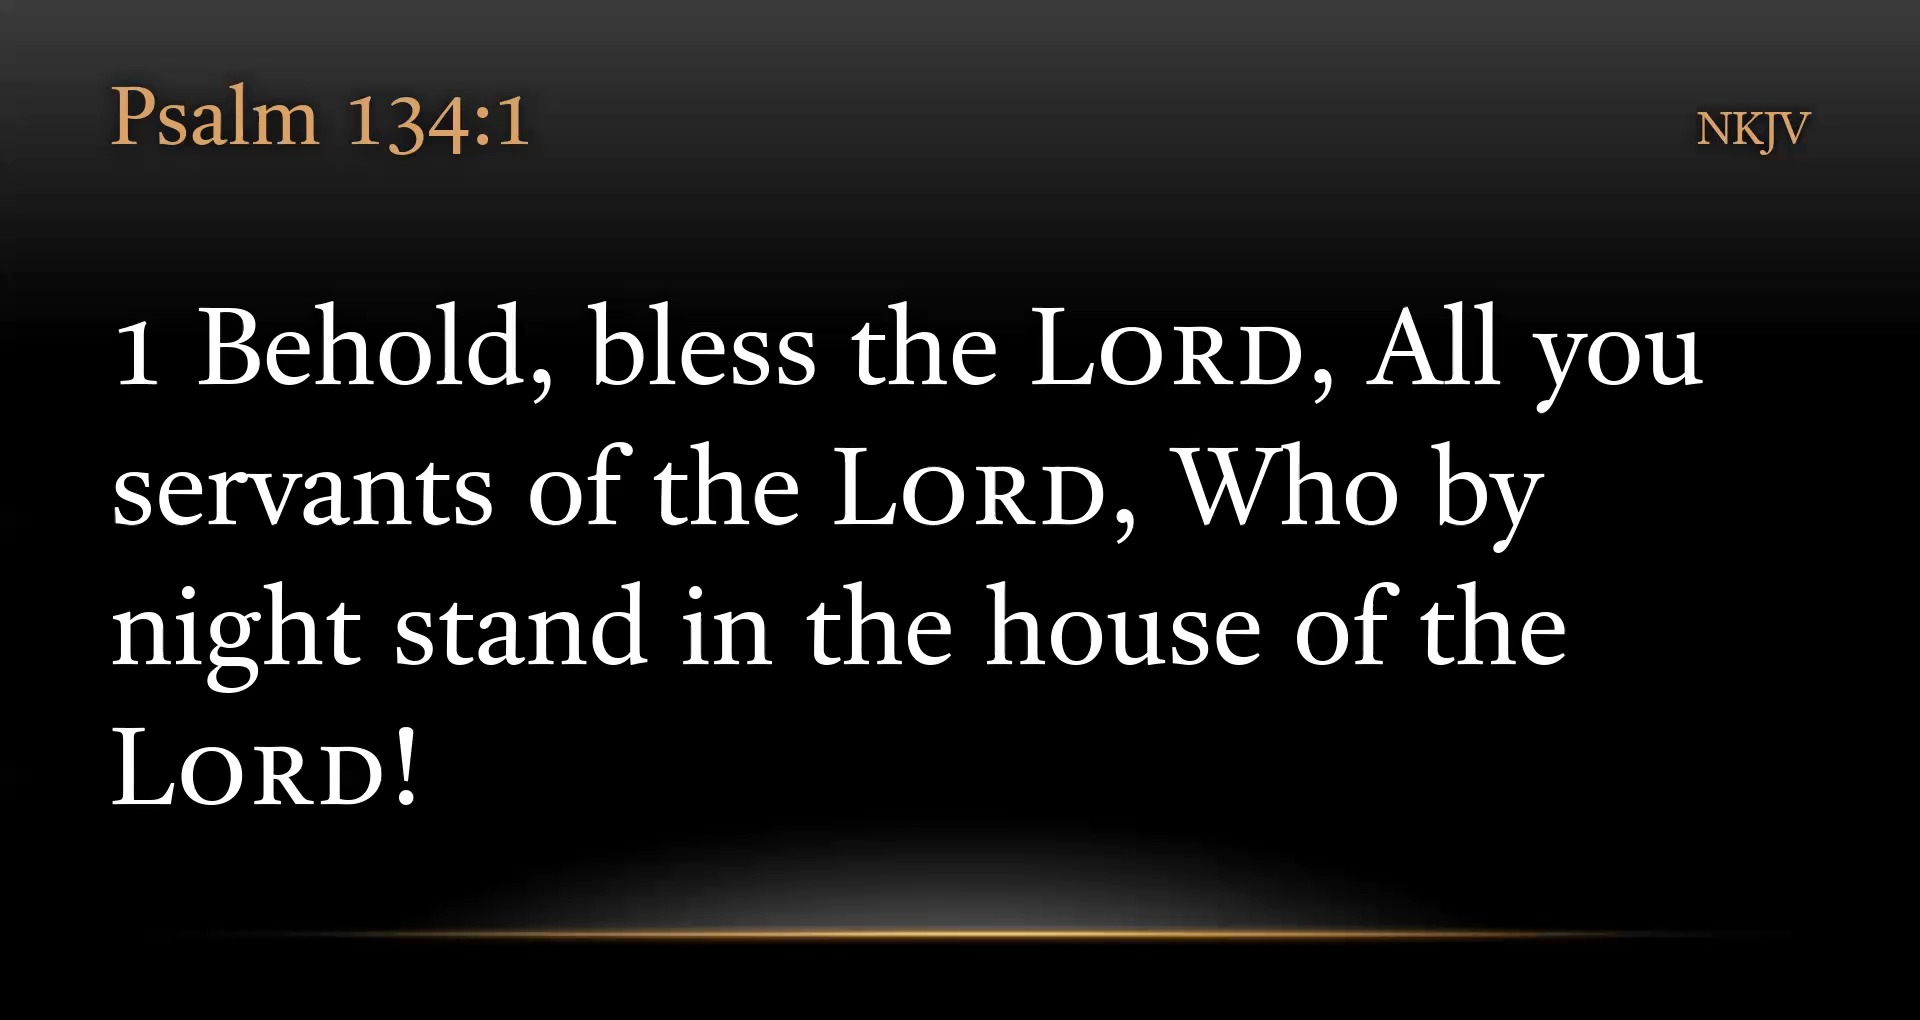 Psalm 134:1 NKJV
1 Behold, bless the LORD, All you
servants of the LORD, Who by
night stand in the house of the
LORD!